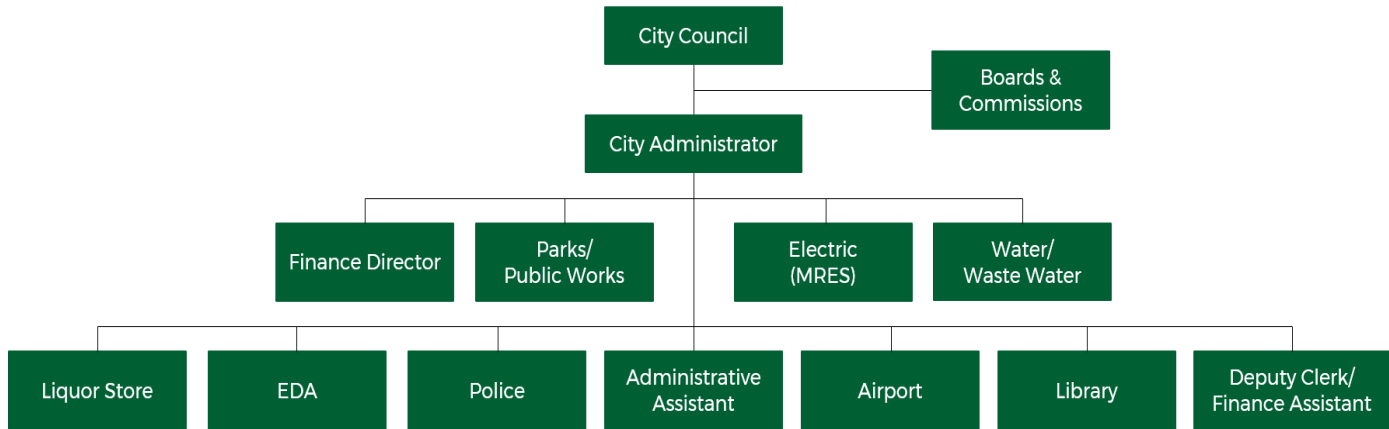 City Council
Boards &
Commissions
City Administrator
Finance Director
Parks/
Public Works
Electric
(MRES)
Water/
Waste Water
Liquor Store
EDA
Police
Administrative
Assistant
Airport
Library
Deputy Clerk/
Finance Assistant